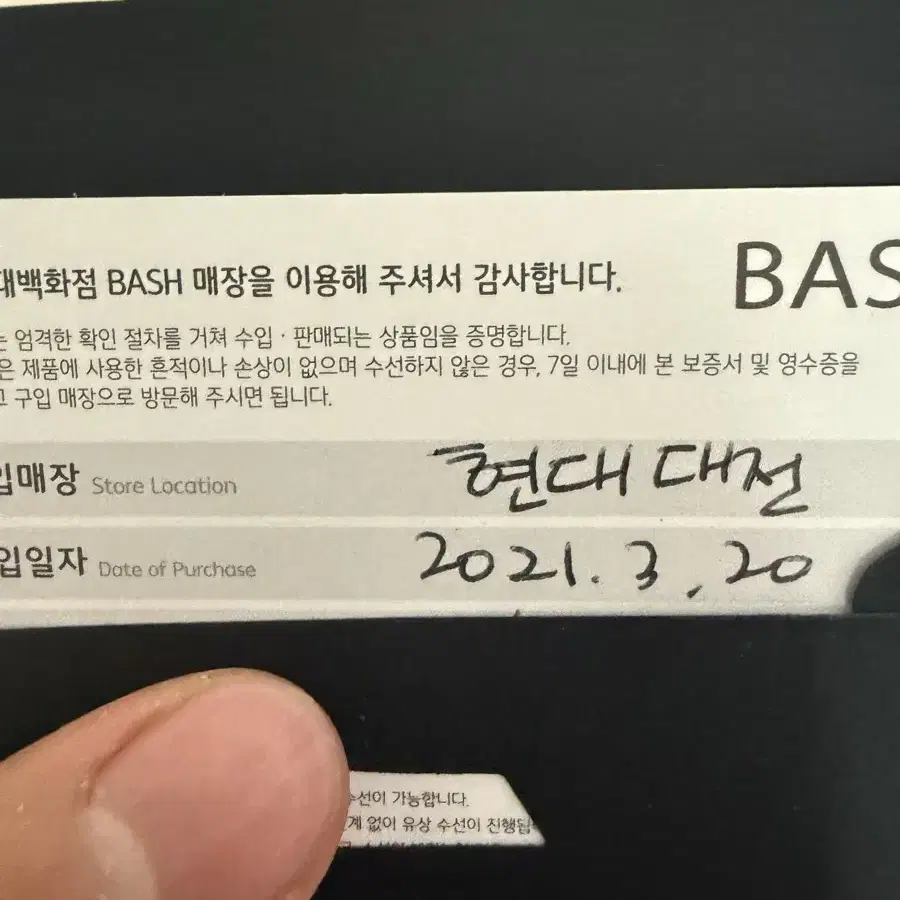 대백화점 BASH 매장을 이용해 주셔서 감사합니다.
BAS
는 엄격한 확인 절차를 거쳐 수입 · 판매되는 상품임을 증명합니다.
은 제품에 사용한 흔적이나 손상이 없으며 수선하지 않은 경우, 7일 이내에 본 보증서 및 영수증을
고 구입 매장으로 방문해 주시면 됩니다.
입매장 Store Location 현대 대전
입일자 Date of Purchase 2021. 3. 20
수선이 가능합니다.
계 없이 유상 수선이 진행됩